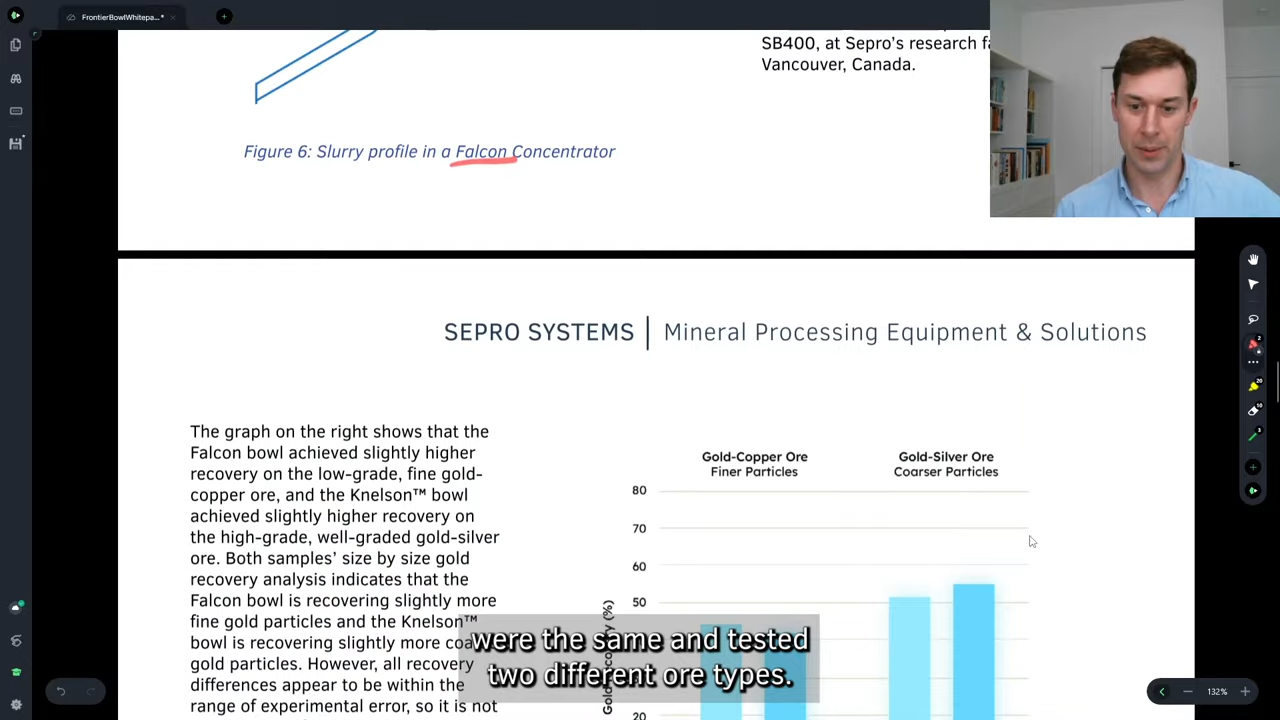 FrontierBowlWhitepa...*
SB400, at Sepro's research fa
Vancouver, Canada.
Figure 6: Slurry profile in a Falcon Concentrator
SEPRO SYSTEMS | Mineral Processing Equipment & Solutions
The graph on the right shows that the
Falcon bowl achieved slightly higher
recovery on the low-grade, fine gold-
copper ore, and the Knelson™ bowl
achieved slightly higher recovery on
the high-grade, well-graded gold-silver
ore. Both samples' size by size gold
recovery analysis indicates that the
Falcon bowl is recovering slightly more
fine gold particles and the Knelson™
bowl is recovering slightly more coa
gold particles. However, all recovery
differences appear to be within the
range of experimental error, so it is not
Gold-Copper Ore
Finer Particles
Gold-Silver Ore
Coarser Particles
80
70
60
50
20
(%)
were the same and tested
two different ore types.
132%